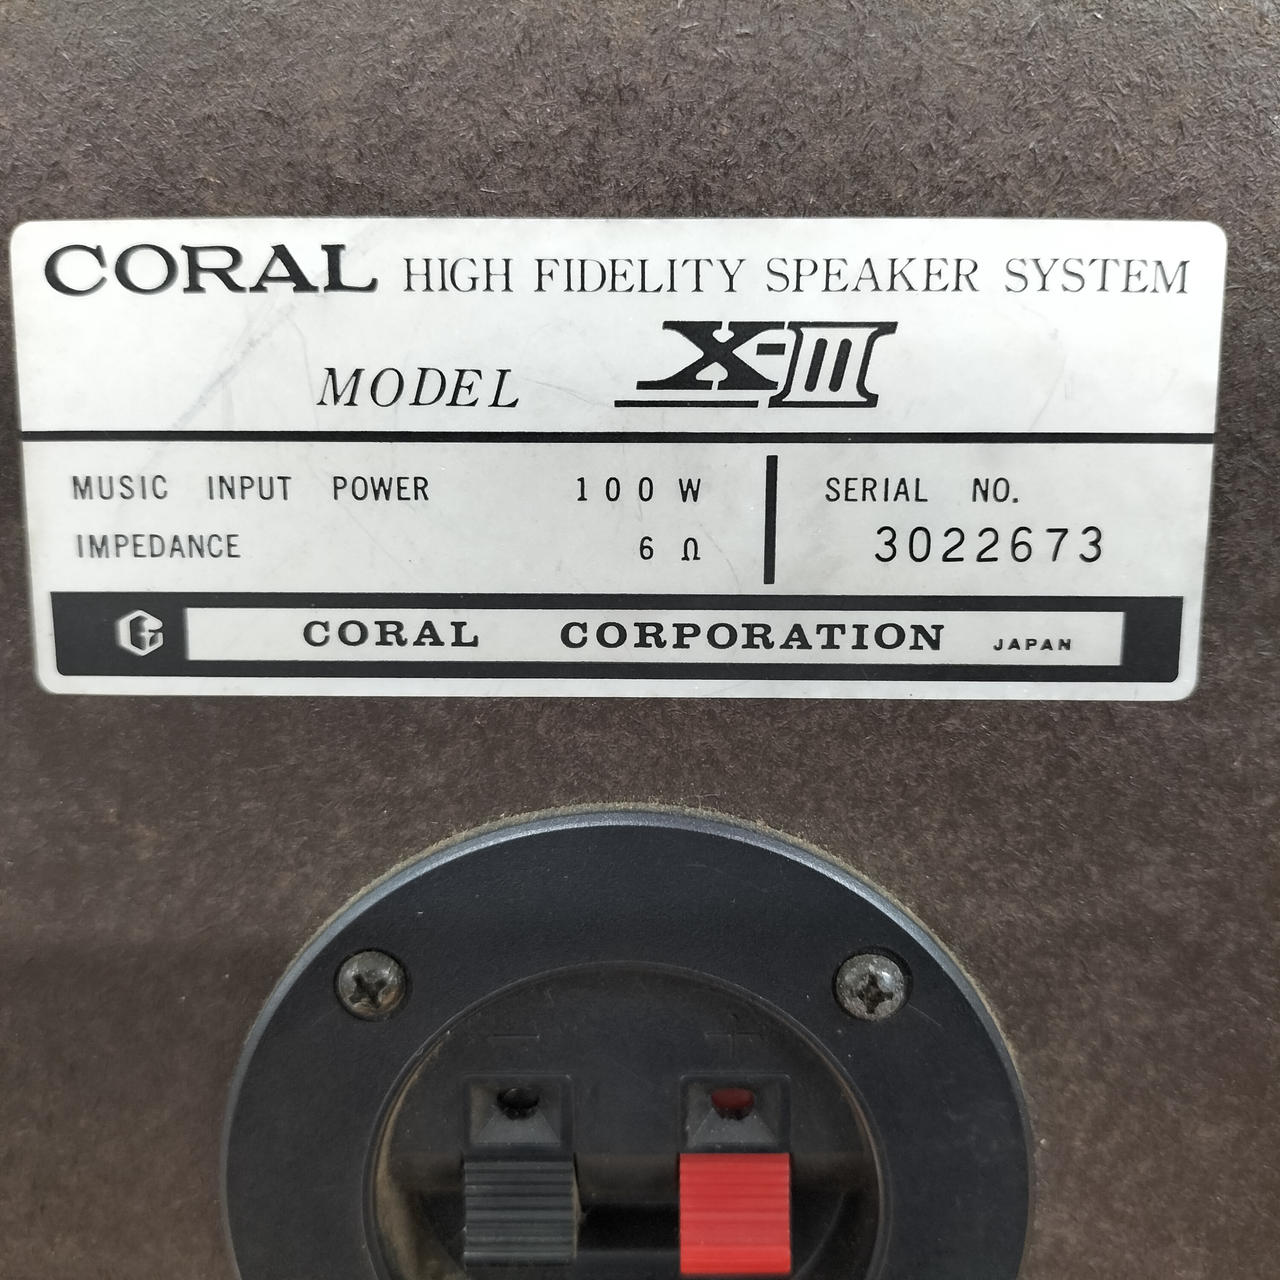 CORAL HIGH FIDELITY SPEAKER SYSTEM
MODEL X-III
MUSIC INPUT POWER 100 W
IMPEDANCE 6 Ω
SERIAL NO.
3022673
CORAL CORPORATION JAPAN
- +